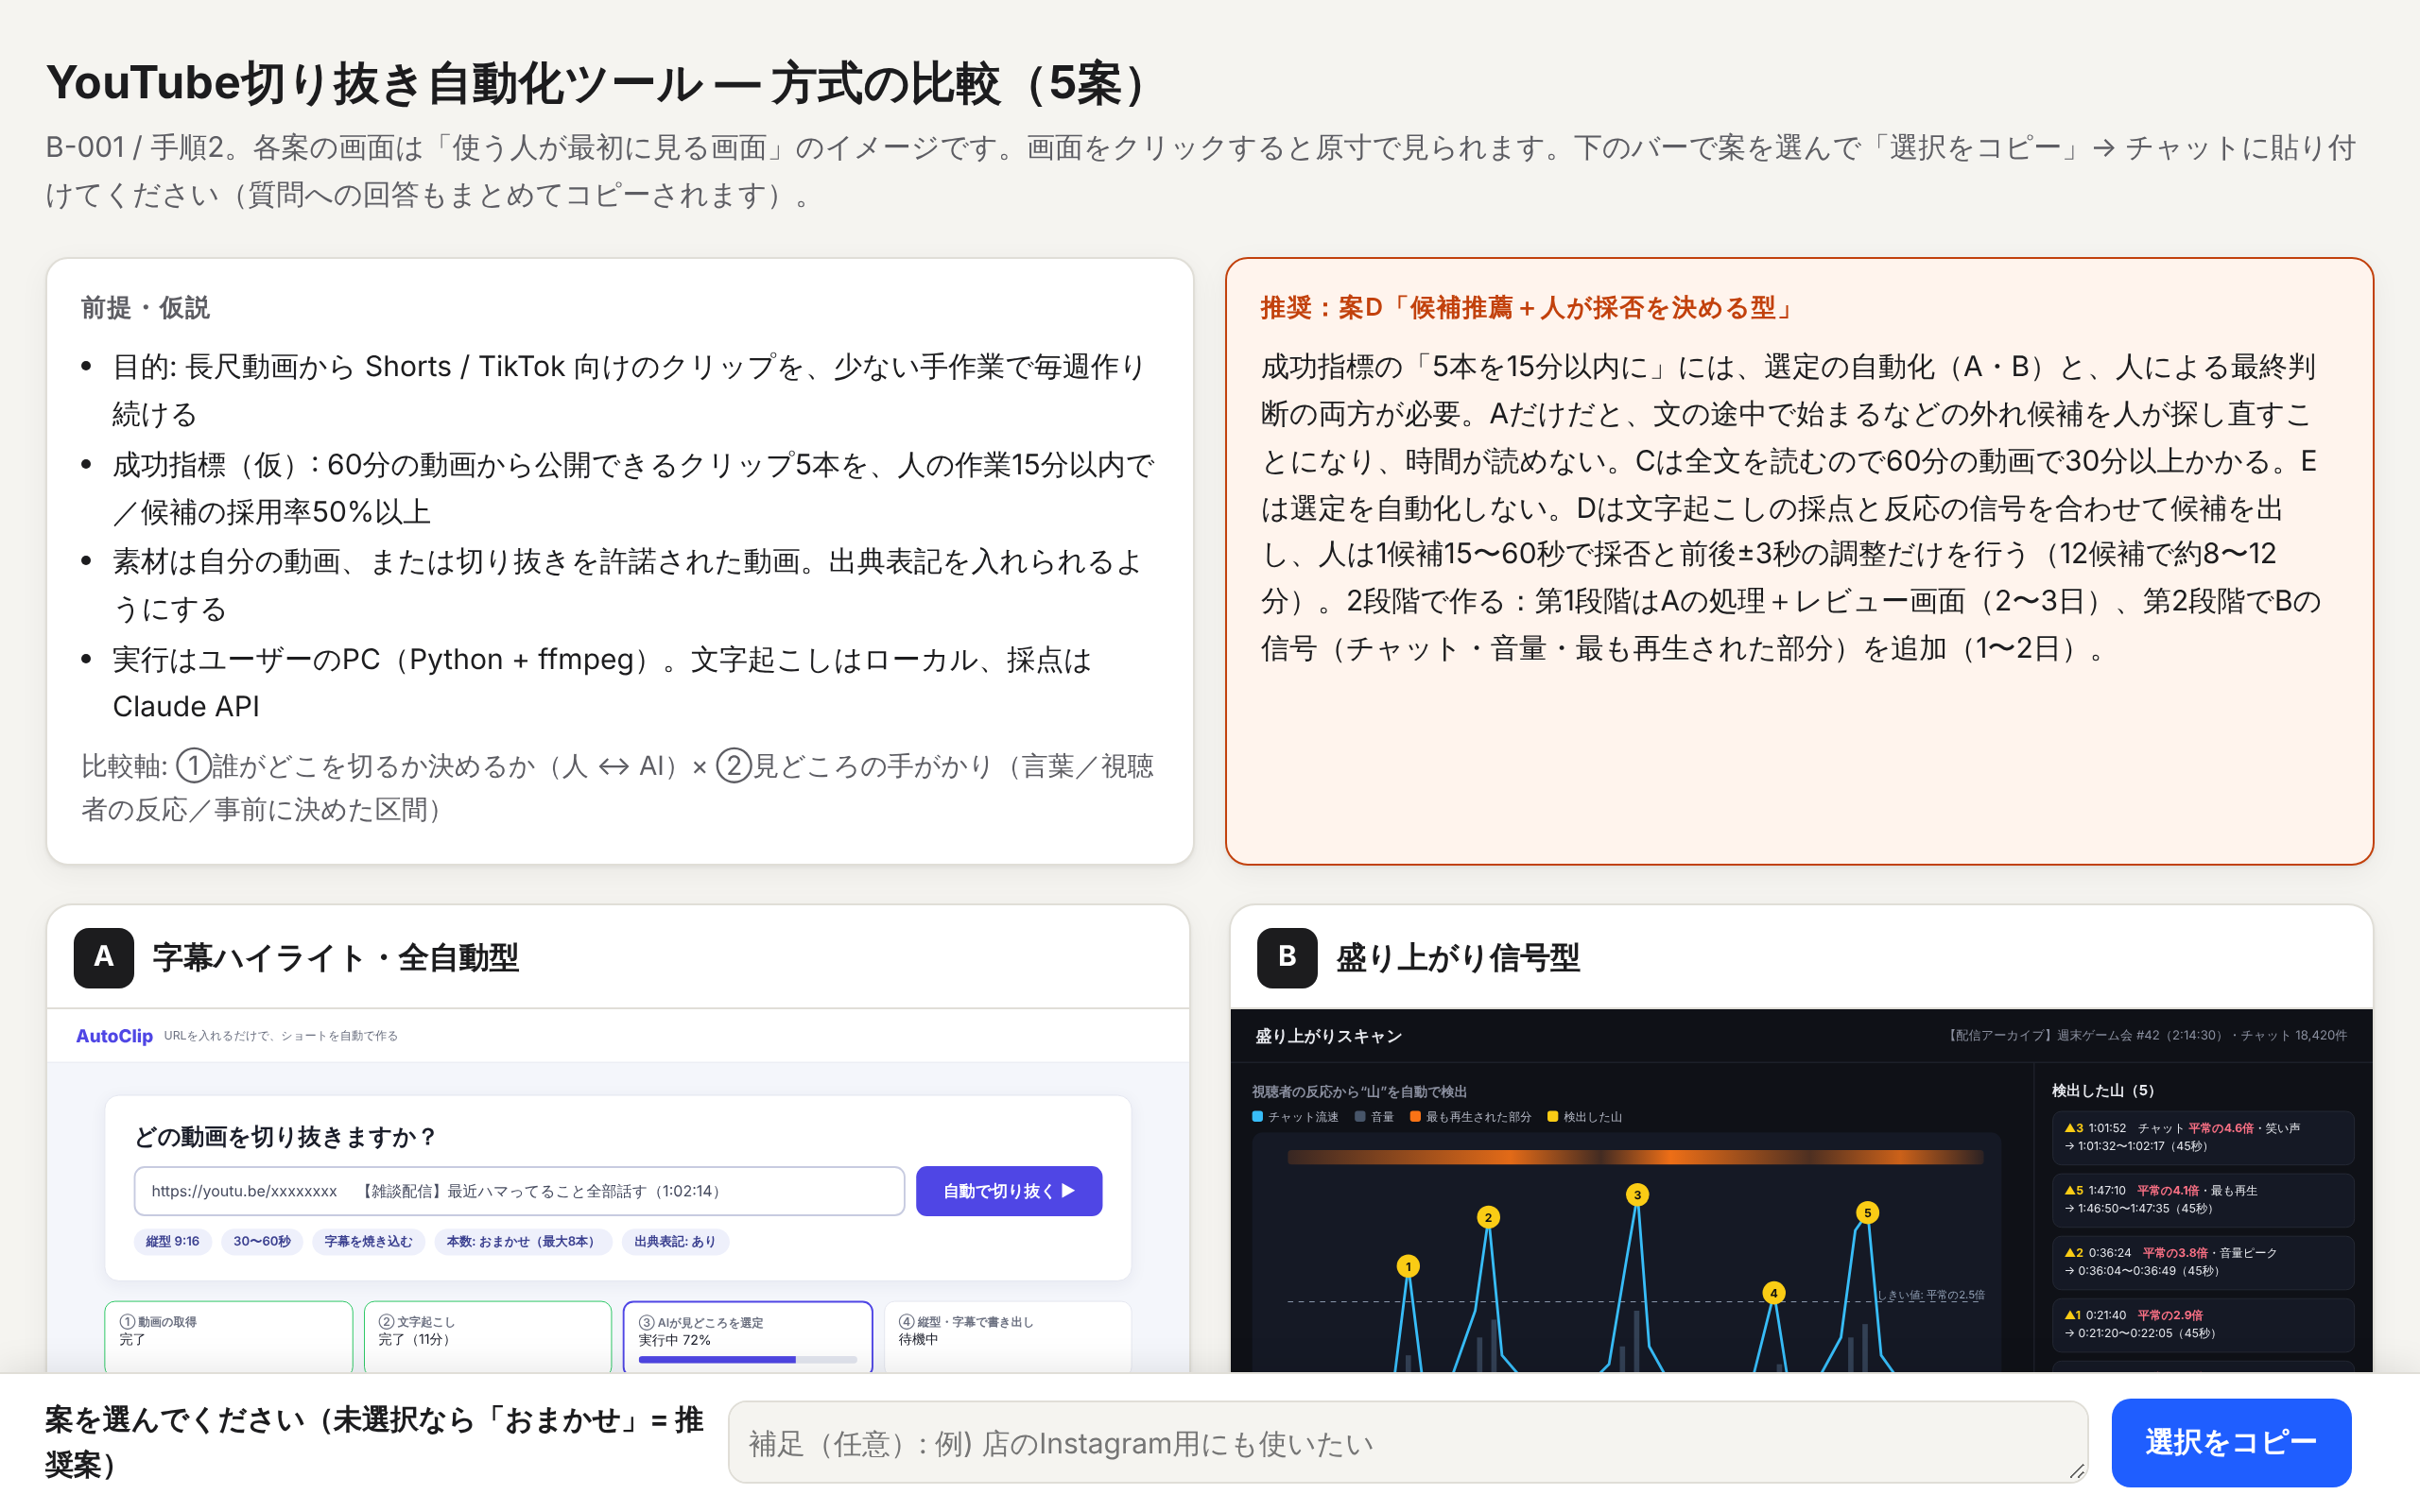 YouTube切り抜き自動化ツール — 方式の比較（5案）
B-001 / 手順2。各案の画面は「使う人が最初に見る画面」のイメージです。画面をクリックすると原寸で見られます。下のバーで案を選んで「選択をコピー」→ チャットに貼り付
けてください（質問への回答もまとめてコピーされます）。
前提・仮説
• 目的: 長尺動画から Shorts / TikTok 向けのクリップを、少ない手作業で毎週作り
続ける
• 成功指標（仮）: 60分の動画から公開できるクリップ5本を、人の作業15分以内で
／候補の採用率50%以上
• 素材は自分の動画、または切り抜きを許諾された動画。出典表記を入れられるよ
うにする
• 実行はユーザーのPC（Python + ffmpeg）。文字起こしはローカル、採点は
Claude API
比較軸: ①誰がどこを切るか決めるか（人 ↔ AI）× ②見どころの手がかり（言葉／視聴
者の反応／事前に決めた区間）
推奨：案D「候補推薦＋人が採否を決める型」
成功指標の「5本を15分以内に」には、選定の自動化（A・B）と、人による最終判
断の両方が必要。Aだけだと、文の途中で始まるなどの外れ候補を人が探し直すこ
とになり、時間が読めない。Cは全文を読むので60分の動画で30分以上かかる。E
は選定を自動化しない。Dは文字起こしの採点と反応の信号を合わせて候補を出
し、人は1候補15〜60秒で採否と前後±3秒の調整だけを行う（12候補で約8〜12
分）。2段階で作る：第1段階はAの処理＋レビュー画面（2〜3日）、第2段階でBの
信号（チャット・音量・最も再生された部分）を追加（1〜2日）。
A 字幕ハイライト・全自動型
AutoClip URLを入れるだけで、ショートを自動で作る
どの動画を切り抜きますか？
https://youtu.be/xxxxxxxx 【雑談配信】最近ハマってること全部話す（1:02:14）
自動で切り抜く ▶
縦型 9:16 30〜60秒 字幕を焼き込む 本数: おまかせ（最大8本） 出典表記: あり
① 動画の取得
完了
② 文字起こし
完了（11分）
③ AIが見どころを選定
実行中 72%
④ 縦型・字幕で書き出し
待機中
B 盛り上がり信号型
盛り上がりスキャン
【配信アーカイブ】週末ゲーム会 #42（2:14:30）・チャット 18,420件
視聴者の反応から“山”を自動で検出
チャット流速 音量 最も再生された部分 検出した山
1
2
3
4
5
しきい値: 平常の2.5倍
検出した山（5）
▲3 1:01:52 チャット 平常の4.6倍・笑い声
→ 1:01:32〜1:02:17（45秒）
▲5 1:47:10 平常の4.1倍・最も再生
→ 1:46:50〜1:47:35（45秒）
▲2 0:36:24 平常の3.8倍・音量ピーク
→ 0:36:04〜0:36:49（45秒）
▲1 0:21:40 平常の2.9倍
→ 0:21:20〜0:22:05（45秒）
案を選んでください（未選択なら「おまかせ」= 推
奨案）
補足（任意）: 例) 店のInstagram用にも使いたい
選択をコピー